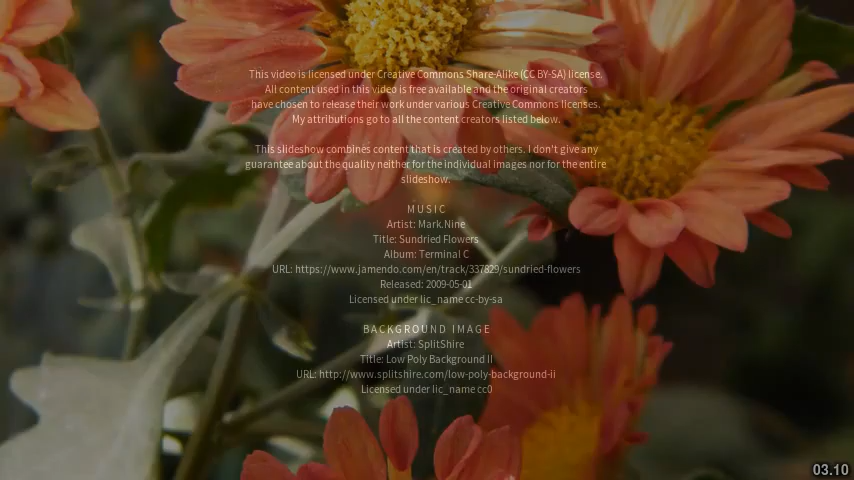 This video is licensed under Creative Commons Share-Alike (CC BY-SA) license.
All content used in this video is free available and the original creators
have chosen to release their work under various Creative Commons licenses.
My attributions go to all the content creators listed below.
This slideshow combines content that is created by others. I don't give any
guarantee about the quality neither for the individual images nor for the entire
slideshow.
MUSIC
Artist: Mark.Nine
Title: Sundried Flowers
Album: Terminal C
URL: https://www.jamendo.com/en/track/337829/sundried-flowers
Released: 2009-05-01
Licensed under lic_name cc-by-sa
BACKGROUND IMAGE
Artist: SplitShire
Title: Low Poly Background II
URL: http://www.splitshire.com/low-poly-background-ii
Licensed under lic_name cc0
03.10